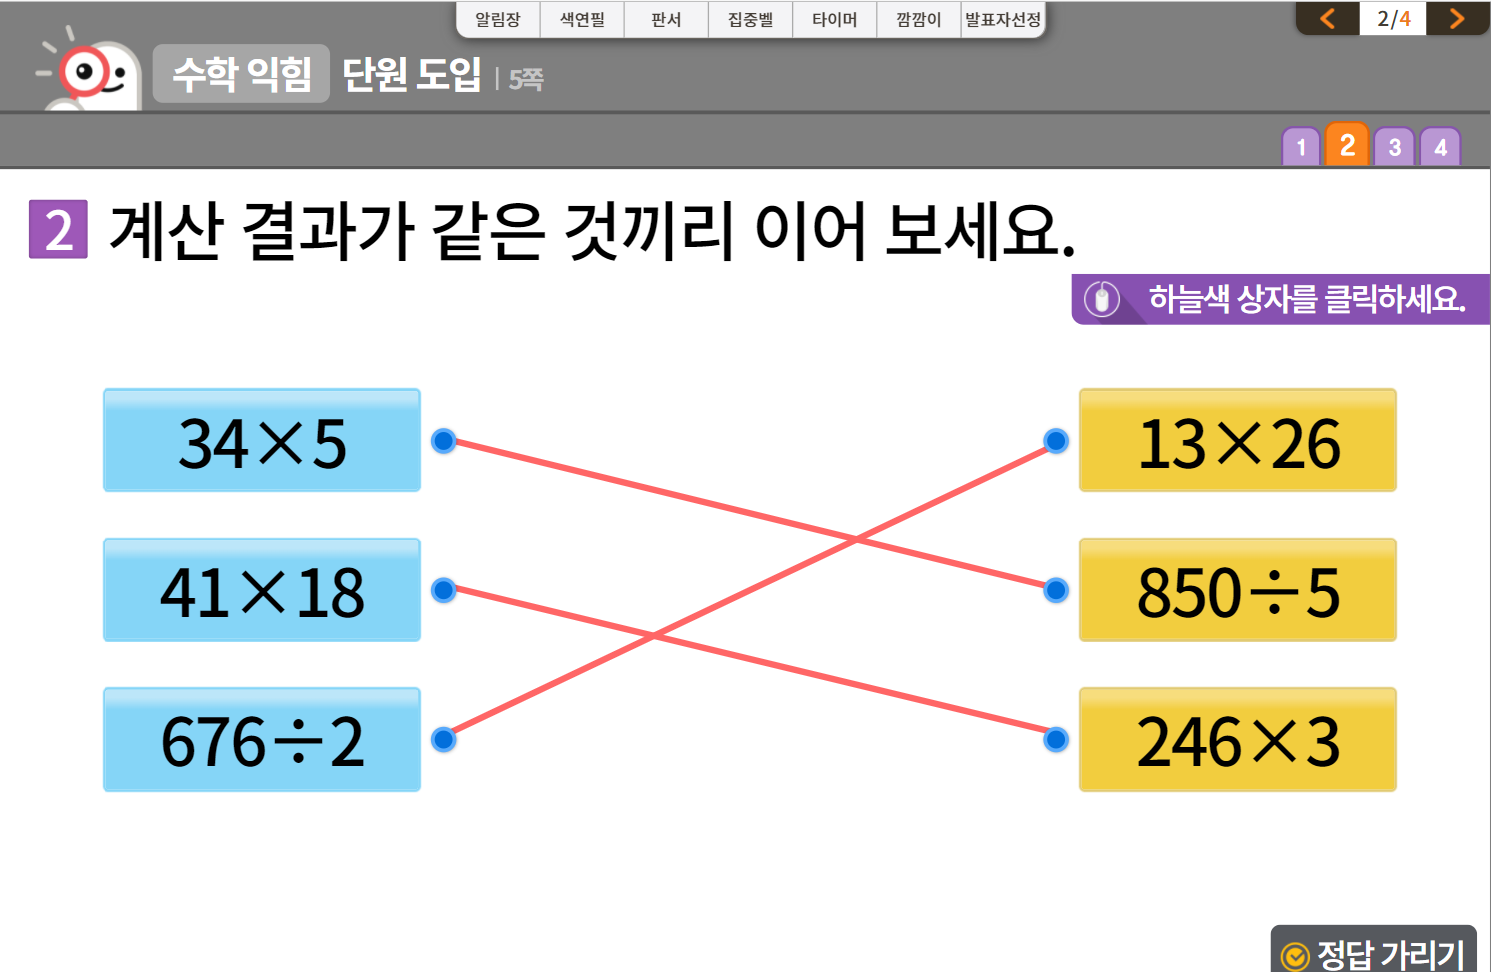 알림장 색연필 판서 집중벨 타이머 깜깜이 발표자선정
2/4
수학 익힘 단원 도입 5쪽
1 2 3 4
2 계산 결과가 같은 것끼리 이어 보세요.
하늘색 상자를 클릭하세요.
34×5 13×26
41×18 850÷5
676÷2 246×3
정답 가리기